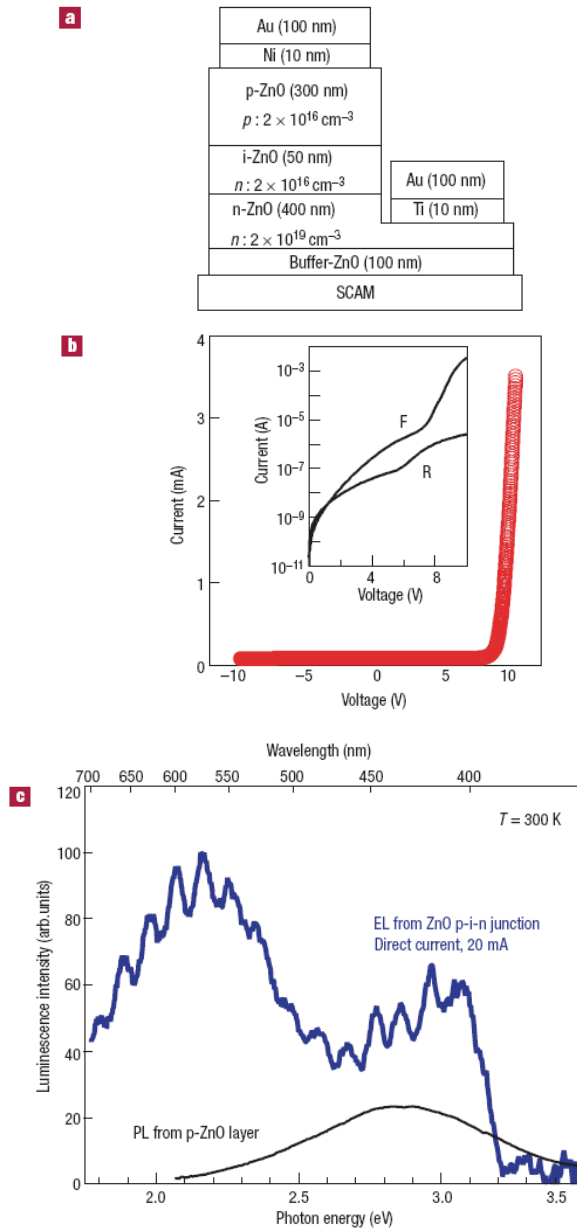 a
Au (100 nm)
Ni (10 nm)
p-ZnO (300 nm)
p : 2 × 10¹⁶ cm⁻³
i-ZnO (50 nm)
n : 2 × 10¹⁶ cm⁻³
Au (100 nm)
Ti (10 nm)
n-ZnO (400 nm)
n : 2 × 10¹⁹ cm⁻³
Buffer-ZnO (100 nm)
SCAM
b
4
3
2
1
0
Current (mA)
–10
–5
0
5
10
Voltage (V)
10⁻³
10⁻⁵
10⁻⁷
10⁻⁹
10⁻¹¹
Current (A)
F
R
0
4
8
Voltage (V)
c
Wavelength (nm)
700
650
600
550
500
450
400
120
100
80
60
40
20
0
Luminescence intensity (arb.units)
T = 300 K
EL from ZnO p-i-n junction
Direct current, 20 mA
PL from p-ZnO layer
2.0
2.5
3.0
3.5
Photon energy (eV)